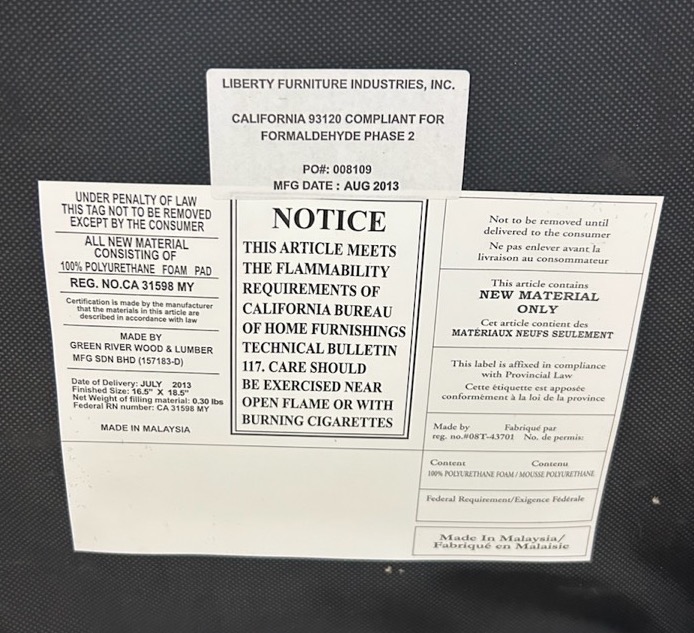 LIBERTY FURNITURE INDUSTRIES, INC.
CALIFORNIA 93120 COMPLIANT FOR
FORMALDEHYDE PHASE 2
PO#: 008109
MFG DATE : AUG 2013
UNDER PENALTY OF LAW
THIS TAG NOT TO BE REMOVED
EXCEPT BY THE CONSUMER
ALL NEW MATERIAL
CONSISTING OF
100% POLYURETHANE FOAM PAD
REG. NO.CA 31598 MY
Certification is made by the manufacturer
that the materials in this article are
described in accordance with law
MADE BY
GREEN RIVER WOOD & LUMBER
MFG SDN BHD (157183-D)
Date of Delivery: JULY 2013
Finished Size: 16.5" X 18.5"
Net Weight of filling material: 0.30 lbs
Federal RN number: CA 31598 MY
MADE IN MALAYSIA
NOTICE
THIS ARTICLE MEETS
THE FLAMMABILITY
REQUIREMENTS OF
CALIFORNIA BUREAU
OF HOME FURNISHINGS
TECHNICAL BULLETIN
117. CARE SHOULD
BE EXERCISED NEAR
OPEN FLAME OR WITH
BURNING CIGARETTES
Not to be removed until
delivered to the consumer
Ne pas enlever avant la
livraison au consommateur
This article contains
NEW MATERIAL
ONLY
Cet article contient des
MATÉRIAUX NEUFS SEULEMENT
This label is affixed in compliance
with Provincial Law
Cette étiquette est apposée
conformèment à la loi de la province
Made by Fabriqué par
reg. no.#08T-43701 No. de permis:
Content Contenu
100% POLYURETHANE FOAM / MOUSSE POLYURETHANE
Federal Requirement/Exigence Fédérale
Made In Malaysia/
Fabriqué en Malaisie